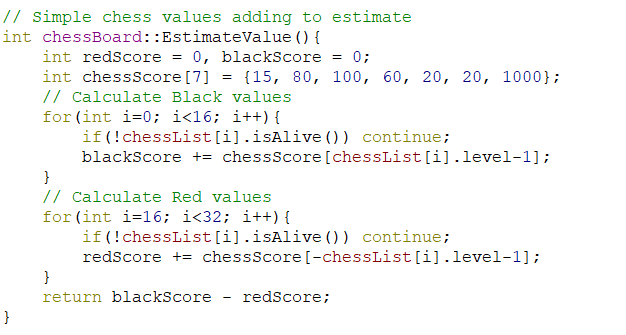 // Simple chess values adding to estimate
int chessBoard::EstimateValue(){
    int redScore = 0, blackScore = 0;
    int chessScore[7] = {15, 80, 100, 60, 20, 20, 1000};
    // Calculate Black values
    for(int i=0; i<16; i++){
        if(!chessList[i].isAlive()) continue;
        blackScore += chessScore[chessList[i].level-1];
    }
    // Calculate Red values
    for(int i=16; i<32; i++){
        if(!chessList[i].isAlive()) continue;
        redScore += chessScore[-chessList[i].level-1];
    }
    return blackScore - redScore;
}